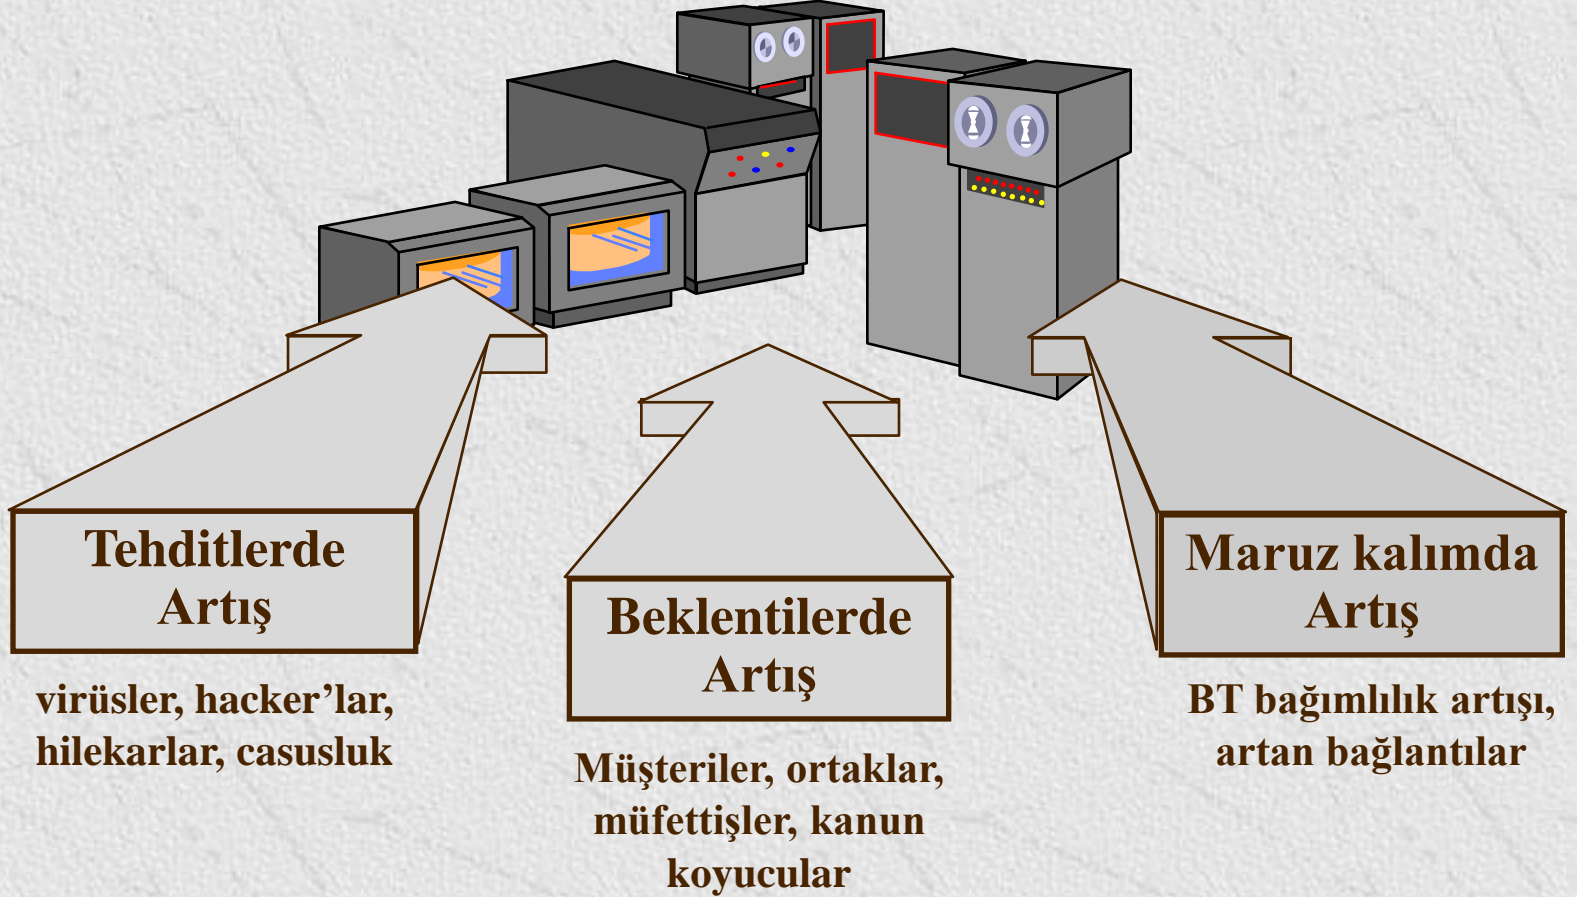 Tehditlerde
Artış
virüsler, hacker’lar,
hilekarlar, casusluk
Beklentilerde
Artış
Müşteriler, ortaklar,
müfettişler, kanun
koyucular
Maruz kalımda
Artış
BT bağımlılık artışı,
artan bağlantılar